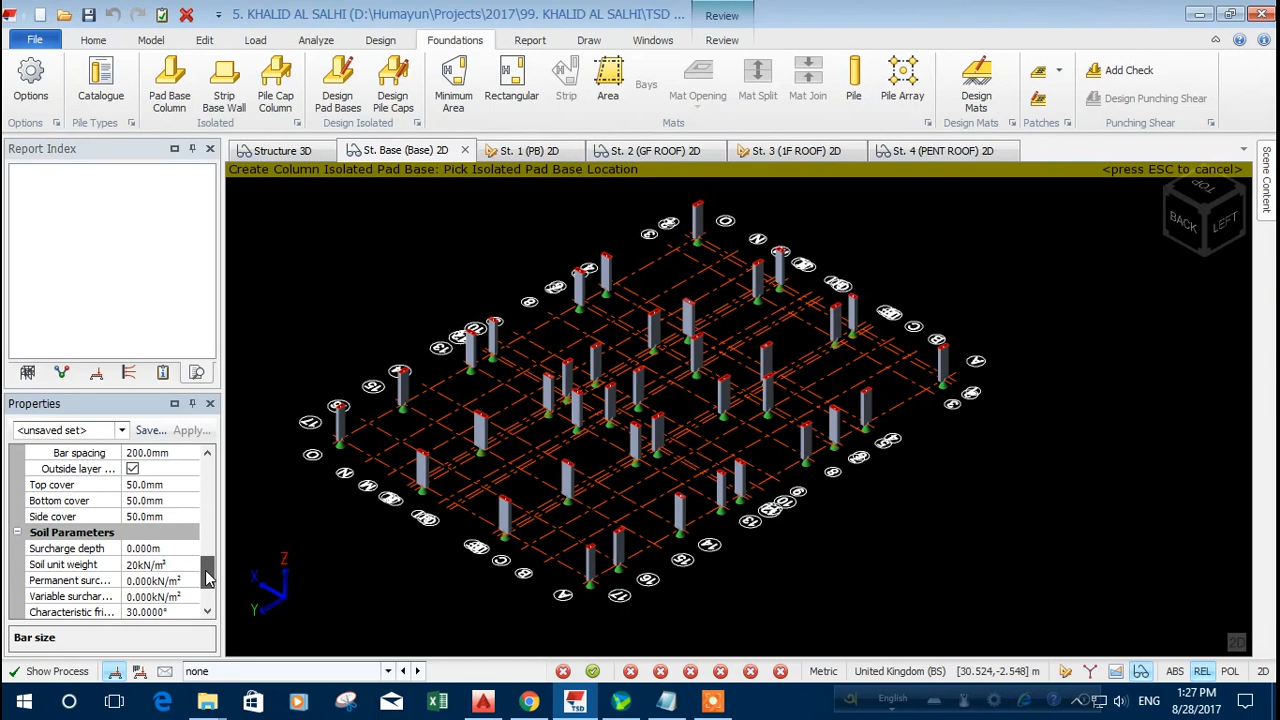 5. KHALID AL SALHI (D:\Humayun\Projects\2017\99. KHALID AL SALHI\TSD ...
Review
File
Home
Model
Edit
Load
Analyze
Design
Foundations
Report
Draw
Windows
Review
Options
Catalogue
Pad Base Column
Strip Base Wall
Pile Cap Column
Design Pad Bases
Design Pile Caps
Minimum Area
Rectangular
Strip
Area
Bays
Mat Opening
Mat Split
Mat Join
Pile
Pile Array
Design Mats
Add Check
Design Punching Shear
Options
Pile Types
Isolated
Design Isolated
Mats
Design Mats
Patches
Punching Shear
Report Index
Structure 3D
St. Base (Base) 2D
St. 1 (PB) 2D
St. 2 (GF ROOF) 2D
St. 3 (1F ROOF) 2D
St. 4 (PENT ROOF) 2D
Create Column Isolated Pad Base: Pick Isolated Pad Base Location
<press ESC to cancel>
Scene Content
TOP
BACK
LEFT
Properties
<unsaved set>
Save...
Apply...
Bar spacing 200.0mm
Outside layer ...
Top cover 50.0mm
Bottom cover 50.0mm
Side cover 50.0mm
Soil Parameters
Surcharge depth 0.000m
Soil unit weight 20kN/m³
Permanent surc... 0.000kN/m²
Variable surchar... 0.000kN/m²
Characteristic fri... 30.0000°
Bar size
Z
X
Y
2D
Show Process
none
Metric
United Kingdom (BS)
[30.524,-2.548] m
ABS
REL
POL
2D
English
ENG
1:27 PM
8/28/2017